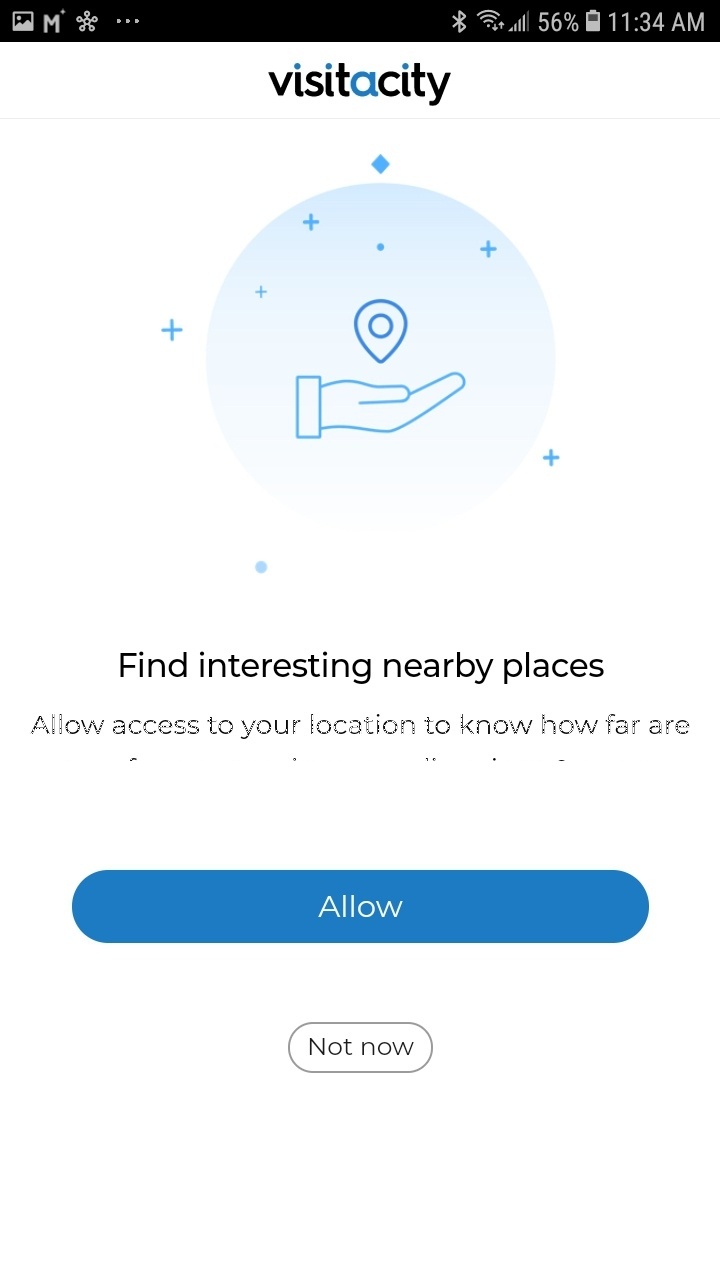 56% 11:34 AM
visitacity
Find interesting nearby places
Allow access to your location to know how far are
Allow
Not now